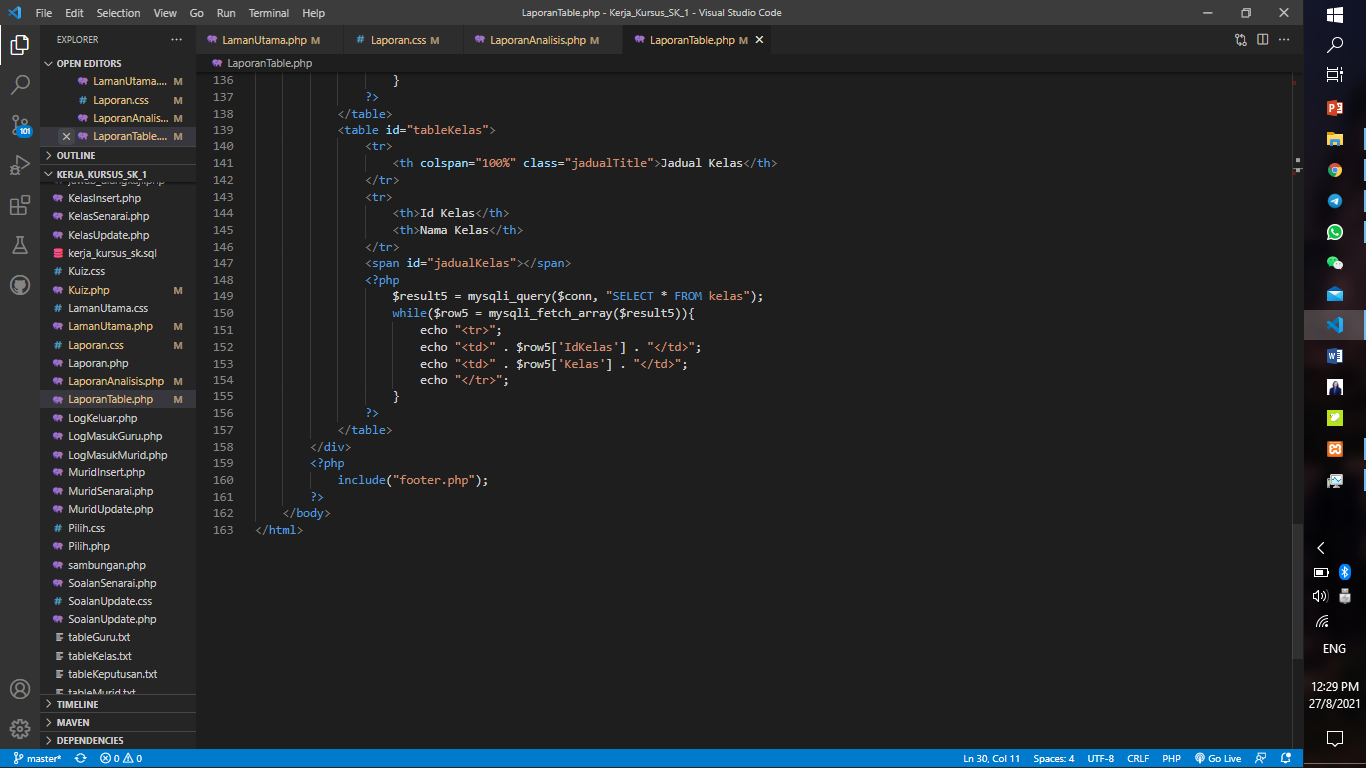 File Edit Selection View Go Run Terminal Help
LaporanTable.php - Kerja_Kursus_SK_1 - Visual Studio Code
EXPLORER
LamanUtama.php M
# Laporan.css M
LaporanAnalisis.php M
LaporanTable.php M
LaporanTable.php
OPEN EDITORS
LamanUtama.... M
# Laporan.css M
LaporanAnalis... M
LaporanTable.... M
OUTLINE
KERJA_KURSUS_SK_1
KelasInsert.php
KelasSenarai.php
KelasUpdate.php
kerja_kursus_sk.sql
# Kuiz.css
Kuiz.php M
# LamanUtama.css
LamanUtama.php M
# Laporan.css M
Laporan.php
LaporanAnalisis.php M
LaporanTable.php M
LogKeluar.php
LogMasukGuru.php
LogMasukMurid.php
MuridInsert.php
MuridSenarai.php
MuridUpdate.php
# Pilih.css
Pilih.php
sambungan.php
SoalanSenarai.php
# SoalanUpdate.css
SoalanUpdate.php
tableGuru.txt
tableKelas.txt
tableKeputusan.txt
tableMurid.txt
TIMELINE
MAVEN
DEPENDENCIES
101
136 }
137 ?>
138 </table>
139 <table id="tableKelas">
140 <tr>
141 <th colspan="100%" class="jadualTitle">Jadual Kelas</th>
142 </tr>
143 <tr>
144 <th>Id Kelas</th>
145 <th>Nama Kelas</th>
146 </tr>
147 <span id="jadualKelas"></span>
148 <?php
149 $result5 = mysqli_query($conn, "SELECT * FROM kelas");
150 while($row5 = mysqli_fetch_array($result5)){
151 echo "<tr>";
152 echo "<td>" . $row5['IdKelas'] . "</td>";
153 echo "<td>" . $row5['Kelas'] . "</td>";
154 echo "</tr>";
155 }
156 ?>
157 </table>
158 </div>
159 <?php
160 include("footer.php");
161 ?>
162 </body>
163 </html>
master* 0 0
Ln 30, Col 11 Spaces: 4 UTF-8 CRLF PHP Go Live
ENG
12:29 PM
27/8/2021